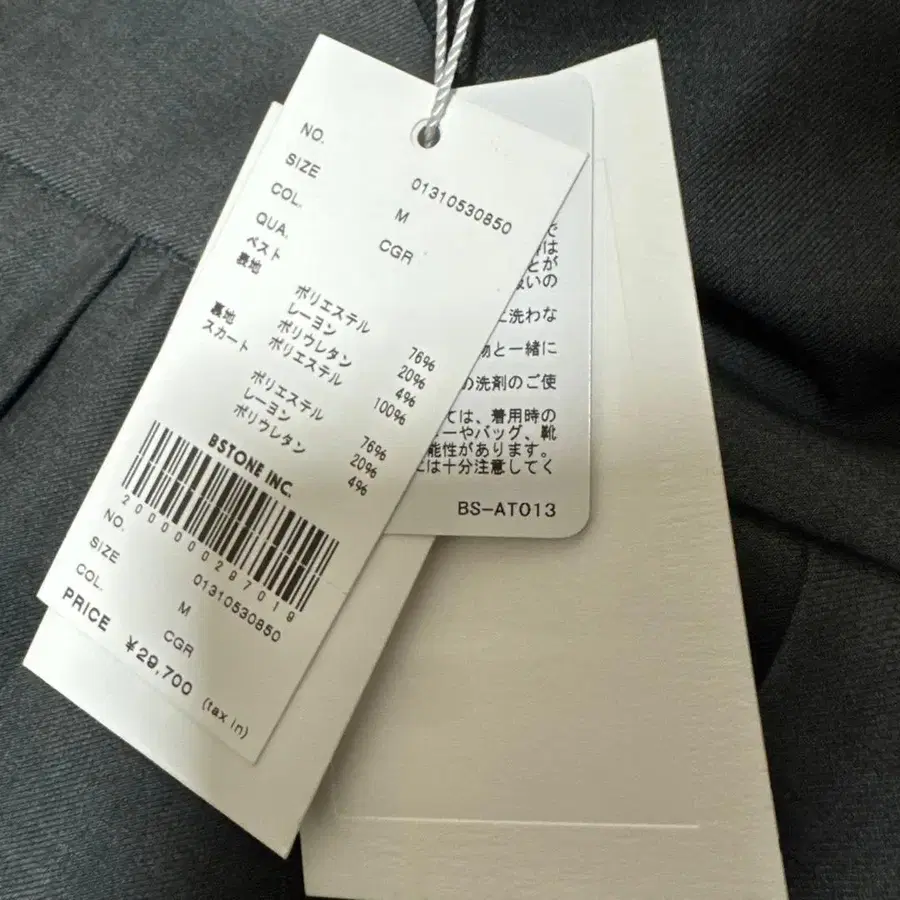 NO. 01310530850
SIZE M
COL. CGR
QUA.
ベスト
表地 ポリエステル 76%
レーヨン 20%
ポリウレタン 4%
裏地 ポリエステル 100%
スカート
ポリエステル 76%
レーヨン 20%
ポリウレタン 4%
BSTONE INC.
2000000297019
NO. 01310530850
SIZE M
COL. CGR
PRICE ¥29,700 (tax in)
で
は
とが
いの
洗わな
物と一緒に
の洗剤のご使
ては、着用時の
ーやバッグ、靴
能性があります。
は十分注意してく
BS-AT013